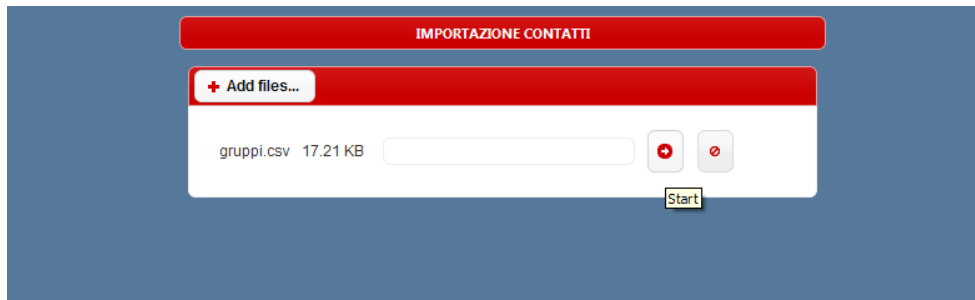 IMPORTAZIONE CONTATTI
Add files...
gruppi.csv 17.21 KB
Start